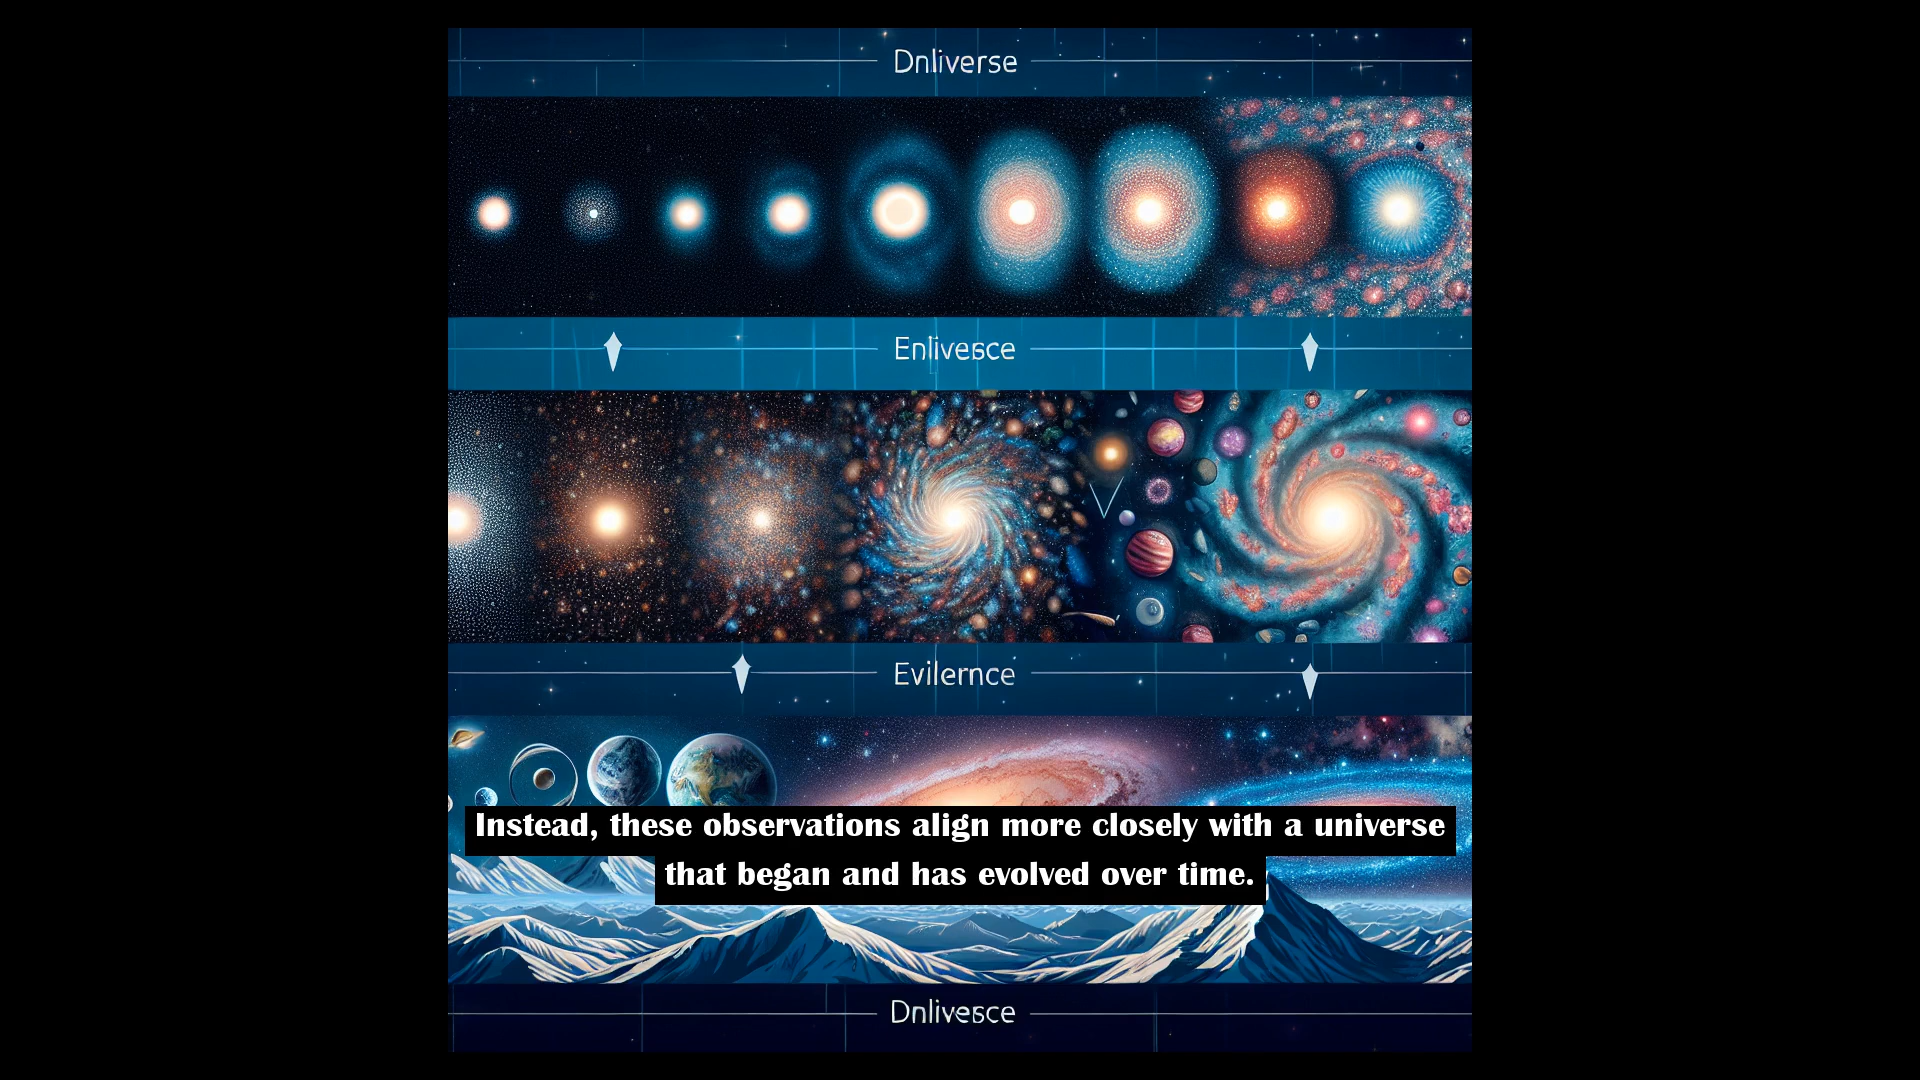 Dnliverse
Enlivesce
Evilernce
Instead, these observations align more closely with a universe
that began and has evolved over time.
Dnlivesce